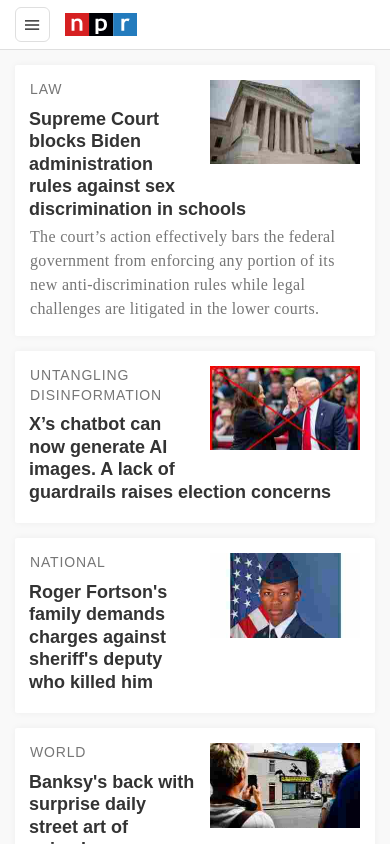 npr
LAW
Supreme Court
blocks Biden
administration
rules against sex
discrimination in schools
The court’s action effectively bars the federal
government from enforcing any portion of its
new anti-discrimination rules while legal
challenges are litigated in the lower courts.
UNTANGLING
DISINFORMATION
X’s chatbot can
now generate AI
images. A lack of
guardrails raises election concerns
NATIONAL
Roger Fortson's
family demands
charges against
sheriff's deputy
who killed him
WORLD
Banksy's back with
surprise daily
street art of